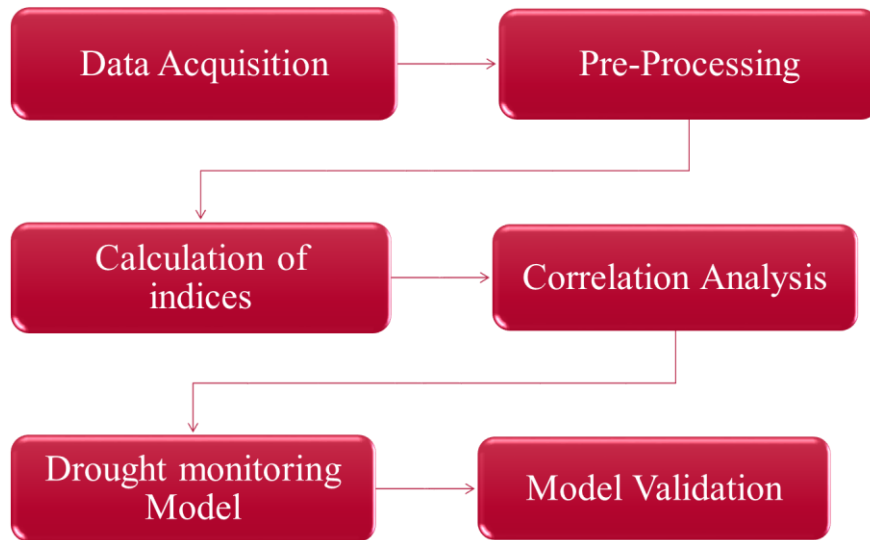 Data Acquisition
Pre-Processing
Calculation of
indices
Correlation Analysis
Drought monitoring
Model
Model Validation